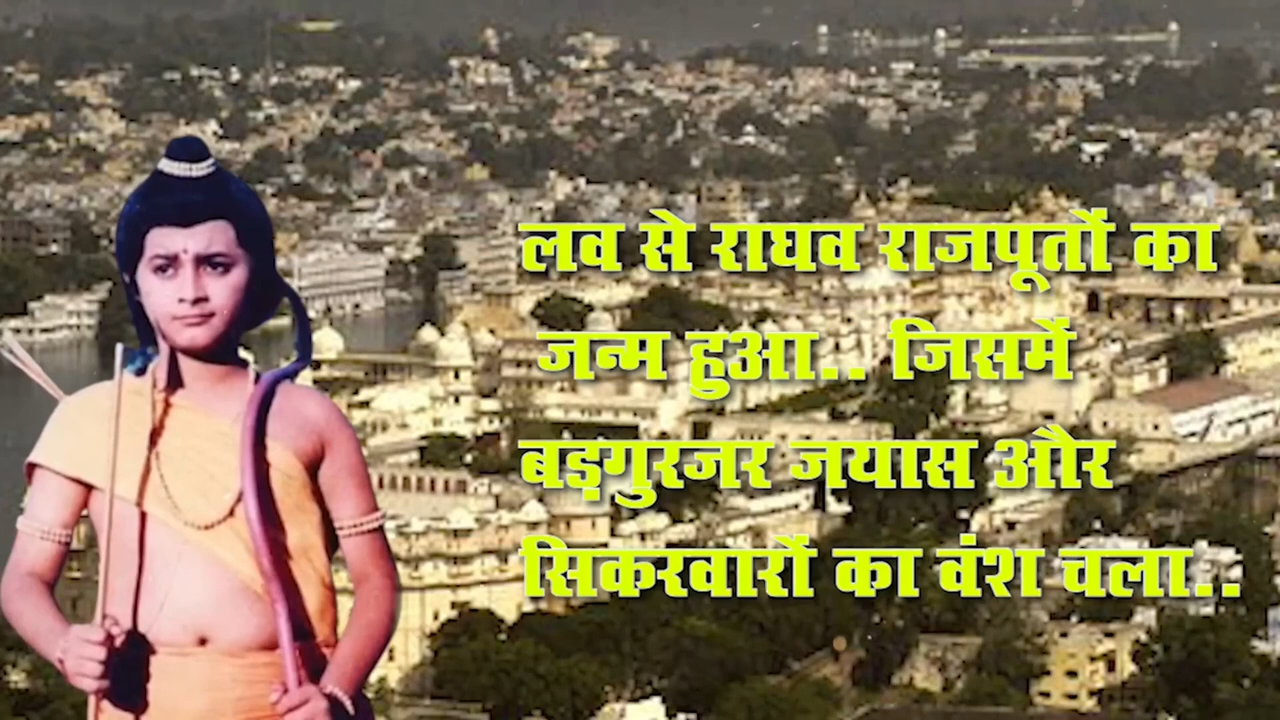 लव से राघव राजपूतों का
जन्म हुआ.. जिसमें
बड़गुरजर जयास और
सिकरवारों का वंश चला..